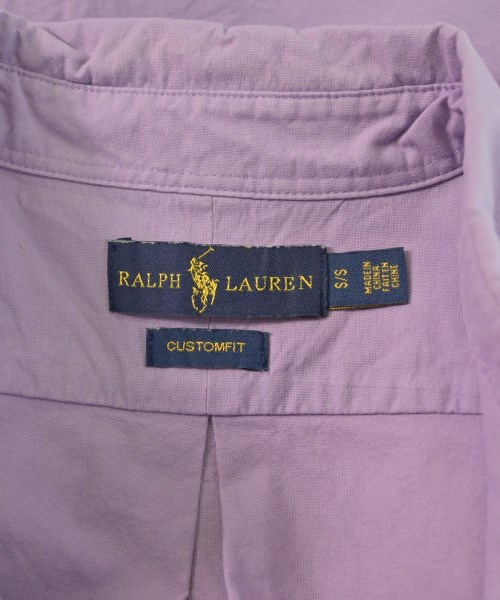 RALPH LAUREN
S/S
MADE IN
CHINA
FAIT EN
CHINE
CUSTOMFIT